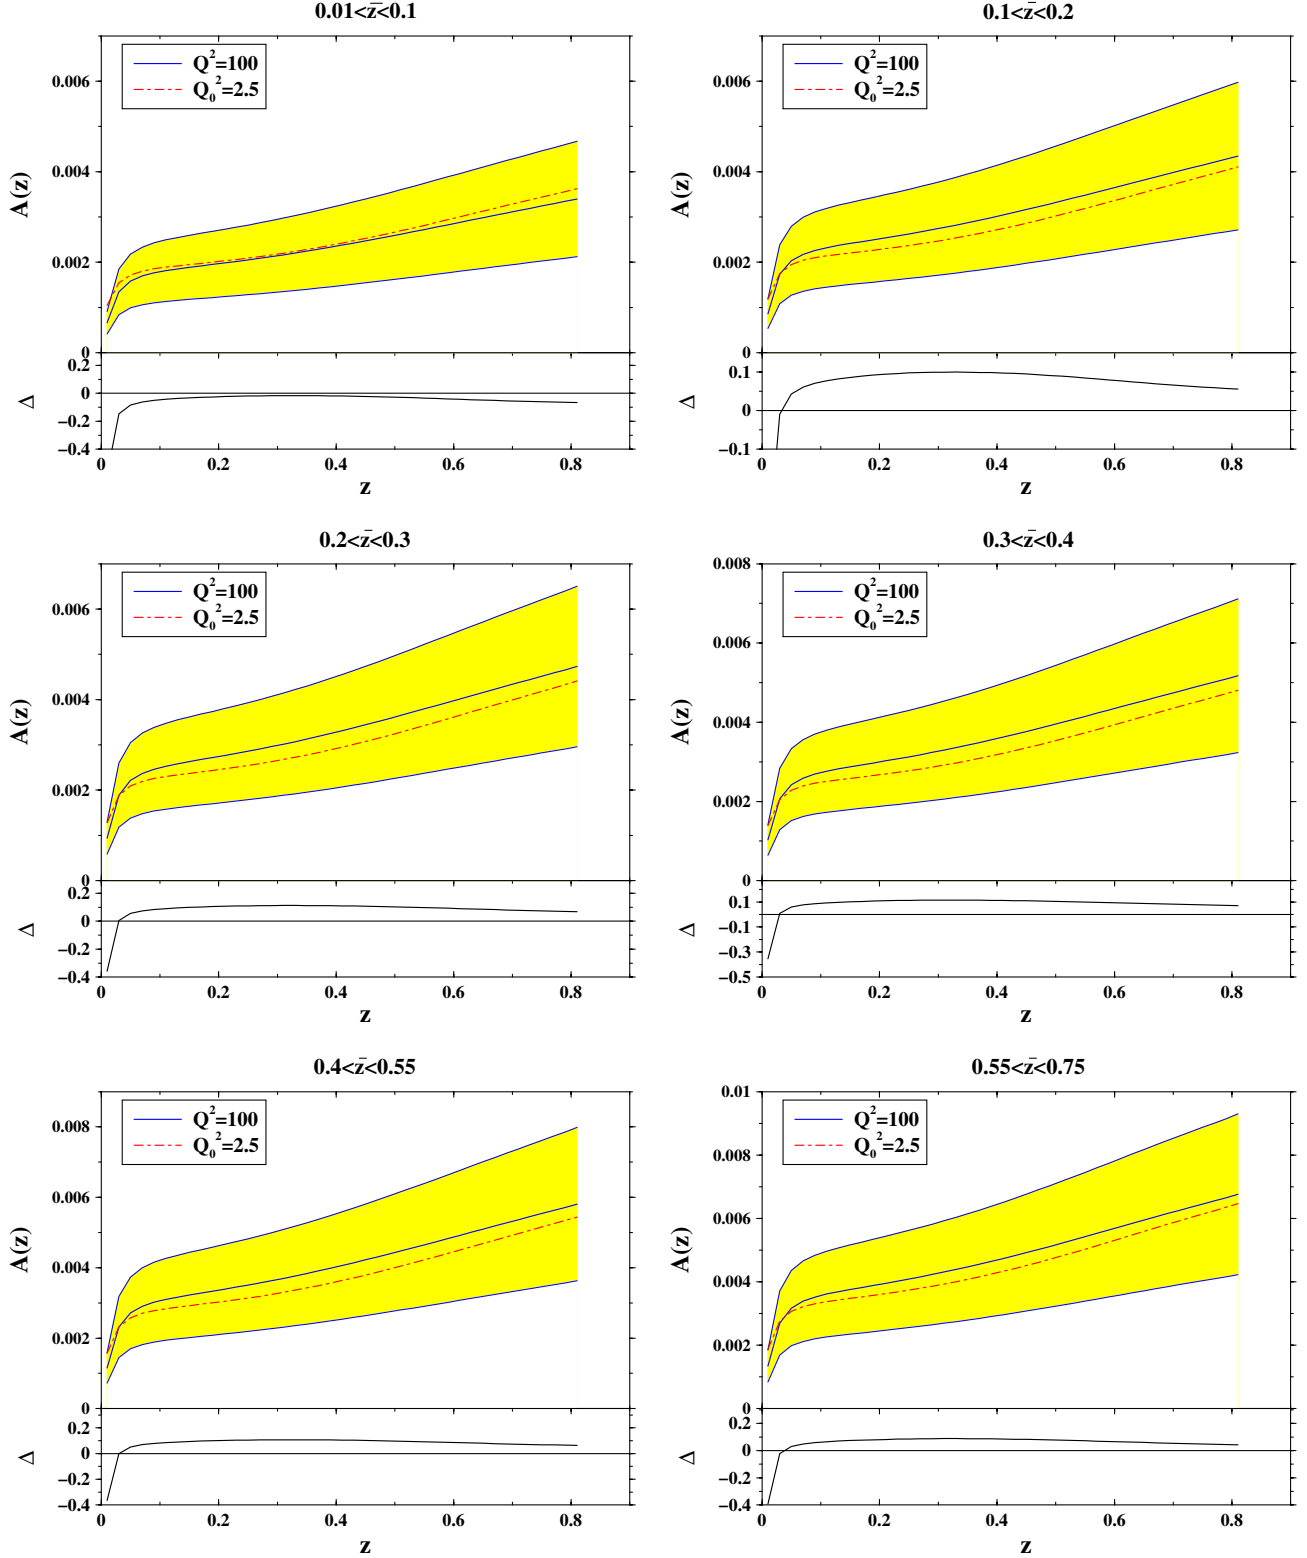 0.01<z̄<0.1
Q²=100
Q₀²=2.5
0.006
0.004
0.002
0
A(z)
0.2
0
−0.2
−0.4
Δ
0 0.2 0.4 0.6 0.8
z
0.1<z̄<0.2
Q²=100
Q₀²=2.5
0.006
0.004
0.002
0
A(z)
0.1
0
−0.1
Δ
0 0.2 0.4 0.6 0.8
z
0.2<z̄<0.3
Q²=100
Q₀²=2.5
0.006
0.004
0.002
0
A(z)
0.2
0
−0.2
−0.4
Δ
0 0.2 0.4 0.6 0.8
z
0.3<z̄<0.4
Q²=100
Q₀²=2.5
0.008
0.006
0.004
0.002
0
A(z)
0.1
−0.1
−0.3
−0.5
Δ
0 0.2 0.4 0.6 0.8
z
0.4<z̄<0.55
Q²=100
Q₀²=2.5
0.008
0.006
0.004
0.002
0
A(z)
0.2
0
−0.2
−0.4
Δ
0 0.2 0.4 0.6 0.8
z
0.55<z̄<0.75
Q²=100
Q₀²=2.5
0.01
0.008
0.006
0.004
0.002
0
A(z)
0.2
0
−0.2
−0.4
Δ
0 0.2 0.4 0.6 0.8
z